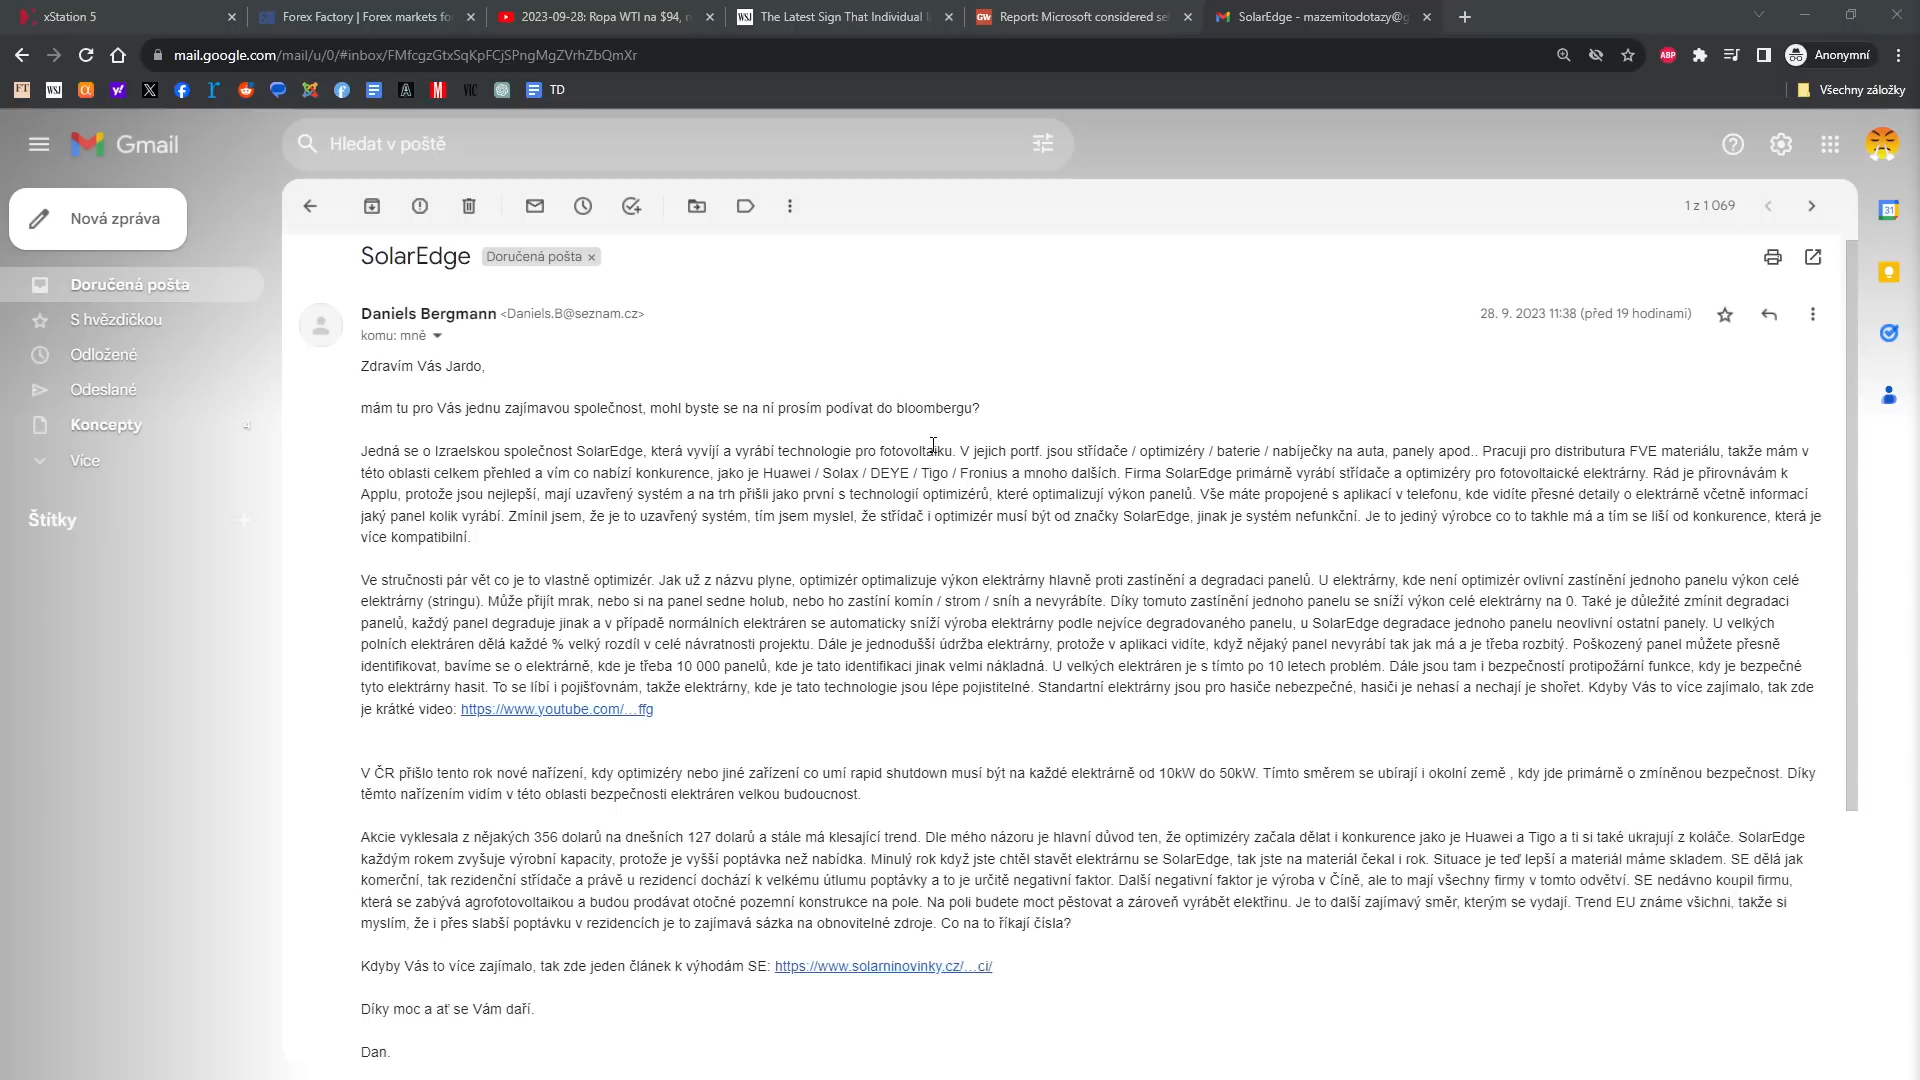 xStation 5
Forex Factory | Forex markets fo
2023-09-28: Ropa WTI na $94,
WSJ The Latest Sign That Individual
GW Report: Microsoft considered se
SolarEdge - mazemitodotazy@g
mail.google.com/mail/u/0/#inbox/FMfcgzGtxSqKpFCjSPngMgZVrhZbQmXr
ABP
Anonymní
FT WSJ VIC TD
Všechny záložky
Gmail
Hledat v poště
Nová zpráva
1 z 1 069
31
SolarEdge Doručená pošta ×
Doručená pošta
Daniels Bergmann <Daniels.B@seznam.cz>
28. 9. 2023 11:38 (před 19 hodinami)
S hvězdičkou
komu: mně
Odložené
Odeslané
Koncepty 4
Více
Štítky
Zdravím Vás Jardo,
mám tu pro Vás jednu zajímavou společnost, mohl byste se na ní prosím podívat do bloombergu?
Jedná se o Izraelskou společnost SolarEdge, která vyvíjí a vyrábí technologie pro fotovoltaiku. V jejich portf. jsou střídače / optimizéry / baterie / nabíječky na auta, panely apod.. Pracuji pro distributora FVE materiálu, takže mám v
této oblasti celkem přehled a vím co nabízí konkurence, jako je Huawei / Solax / DEYE / Tigo / Fronius a mnoho dalších. Firma SolarEdge primárně vyrábí střídače a optimizéry pro fotovoltaické elektrárny. Rád je přirovnávám k
Applu, protože jsou nejlepší, mají uzavřený systém a na trh přišli jako první s technologií optimizérů, které optimalizují výkon panelů. Vše máte propojené s aplikací v telefonu, kde vidíte přesné detaily o elektrárně včetně informací
jaký panel kolik vyrábí. Zmínil jsem, že je to uzavřený systém, tím jsem myslel, že střídač i optimizér musí být od značky SolarEdge, jinak je systém nefunkční. Je to jediný výrobce co to takhle má a tím se liší od konkurence, která je
více kompatibilní.
Ve stručnosti pár vět co je to vlastně optimizér. Jak už z názvu plyne, optimizér optimalizuje výkon elektrárny hlavně proti zastínění a degradaci panelů. U elektrárny, kde není optimizér ovlivní zastínění jednoho panelu výkon celé
elektrárny (stringu). Může přijít mrak, nebo si na panel sedne holub, nebo ho zastíní komín / strom / sníh a nevyrábíte. Díky tomuto zastínění jednoho panelu se sníží výkon celé elektrárny na 0. Také je důležité zmínit degradaci
panelů, každý panel degraduje jinak a v případě normálních elektráren se automaticky sníží výroba elektrárny podle nejvíce degradovaného panelu, u SolarEdge degradace jednoho panelu neovlivní ostatní panely. U velkých
polních elektráren dělá každé % velký rozdíl v celé návratnosti projektu. Dále je jednodušší údržba elektrárny, protože v aplikaci vidíte, když nějaký panel nevyrábí tak jak má a je třeba rozbitý. Poškozený panel můžete přesně
identifikovat, bavíme se o elektrárně, kde je třeba 10 000 panelů, kde je tato identifikaci jinak velmi nákladná. U velkých elektráren je s tímto po 10 letech problém. Dále jsou tam i bezpečností protipožární funkce, kdy je bezpečné
tyto elektrárny hasit. To se líbí i pojišťovnám, takže elektrárny, kde je tato technologie jsou lépe pojistitelné. Standartní elektrárny jsou pro hasiče nebezpečné, hasiči je nehasí a nechají je shořet. Kdyby Vás to více zajímalo, tak zde
je krátké video: https://www.youtube.com/...ffg
V ČR přišlo tento rok nové nařízení, kdy optimizéry nebo jiné zařízení co umí rapid shutdown musí být na každé elektrárně od 10kW do 50kW. Tímto směrem se ubírají i okolní země , kdy jde primárně o zmíněnou bezpečnost. Díky
těmto nařízením vidím v této oblasti bezpečnosti elektráren velkou budoucnost.
Akcie vyklesala z nějakých 356 dolarů na dnešních 127 dolarů a stále má klesající trend. Dle mého názoru je hlavní důvod ten, že optimizéry začala dělat i konkurence jako je Huawei a Tigo a ti si také ukrajují z koláče. SolarEdge
každým rokem zvyšuje výrobní kapacity, protože je vyšší poptávka než nabídka. Minulý rok když jste chtěl stavět elektrárnu se SolarEdge, tak jste na materiál čekal i rok. Situace je teď lepší a materiál máme skladem. SE dělá jak
komerční, tak rezidenční střídače a právě u rezidencí dochází k velkému útlumu poptávky a to je určitě negativní faktor. Další negativní faktor je výroba v Číně, ale to mají všechny firmy v tomto odvětví. SE nedávno koupil firmu,
která se zabývá agrofotovoltaikou a budou prodávat otočné pozemní konstrukce na pole. Na poli budete moct pěstovat a zároveň vyrábět elektřinu. Je to další zajímavý směr, kterým se vydají. Trend EU známe všichni, takže si
myslím, že i přes slabší poptávku v rezidencích je to zajímavá sázka na obnovitelné zdroje. Co na to říkají čísla?
Kdyby Vás to více zajímalo, tak zde jeden článek k výhodám SE: https://www.solarninovinky.cz/...ci/
Díky moc a ať se Vám daří.
Dan.